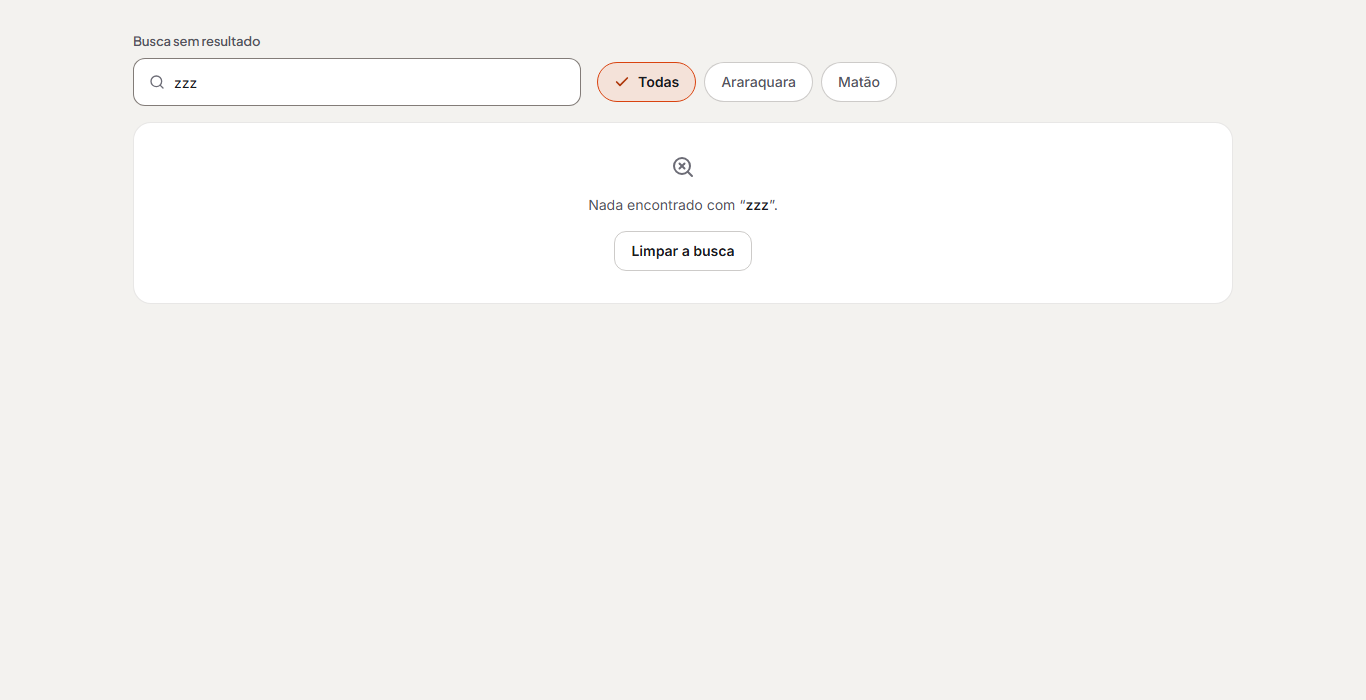 Busca sem resultado
zzz
Todas
Araraquara
Matão
Nada encontrado com “zzz”.
Limpar a busca